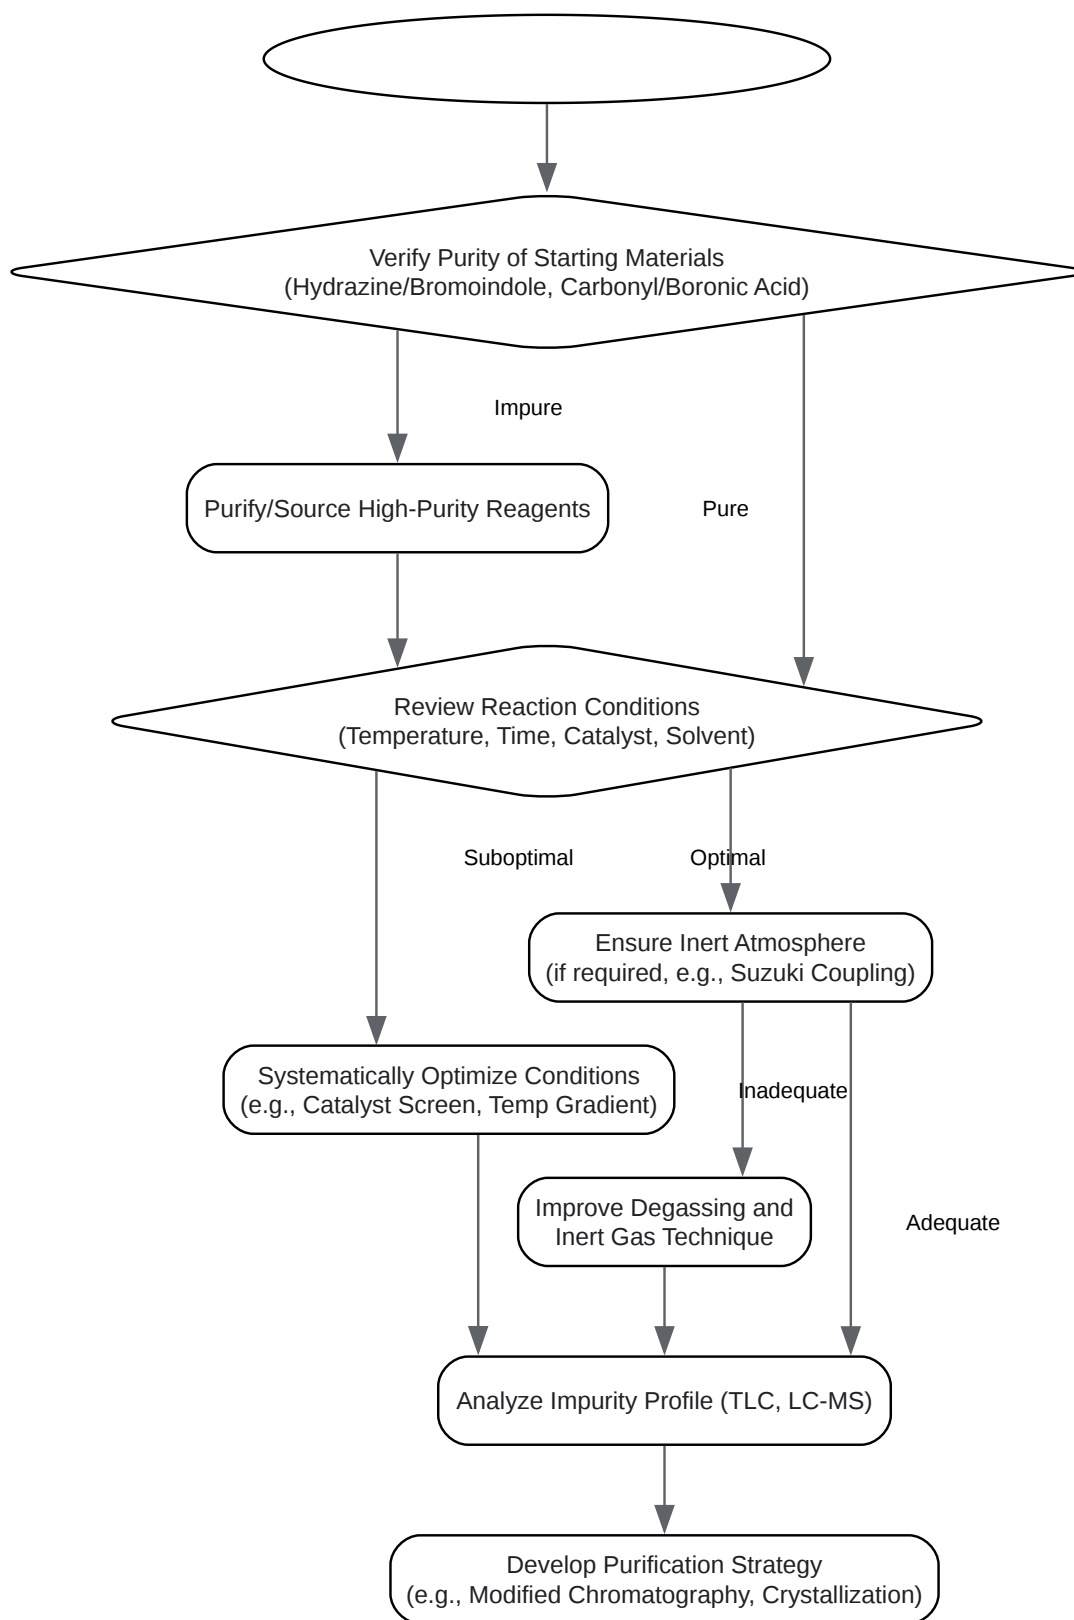 Verify Purity of Starting Materials
(Hydrazine/Bromoindole, Carbonyl/Boronic Acid)
Impure
Purify/Source High-Purity Reagents
Pure
Review Reaction Conditions
(Temperature, Time, Catalyst, Solvent)
Suboptimal
Optimal
Ensure Inert Atmosphere
(if required, e.g., Suzuki Coupling)
Systematically Optimize Conditions
(e.g., Catalyst Screen, Temp Gradient)
Inadequate
Improve Degassing and
Inert Gas Technique
Adequate
Analyze Impurity Profile (TLC, LC-MS)
Develop Purification Strategy
(e.g., Modified Chromatography, Crystallization)